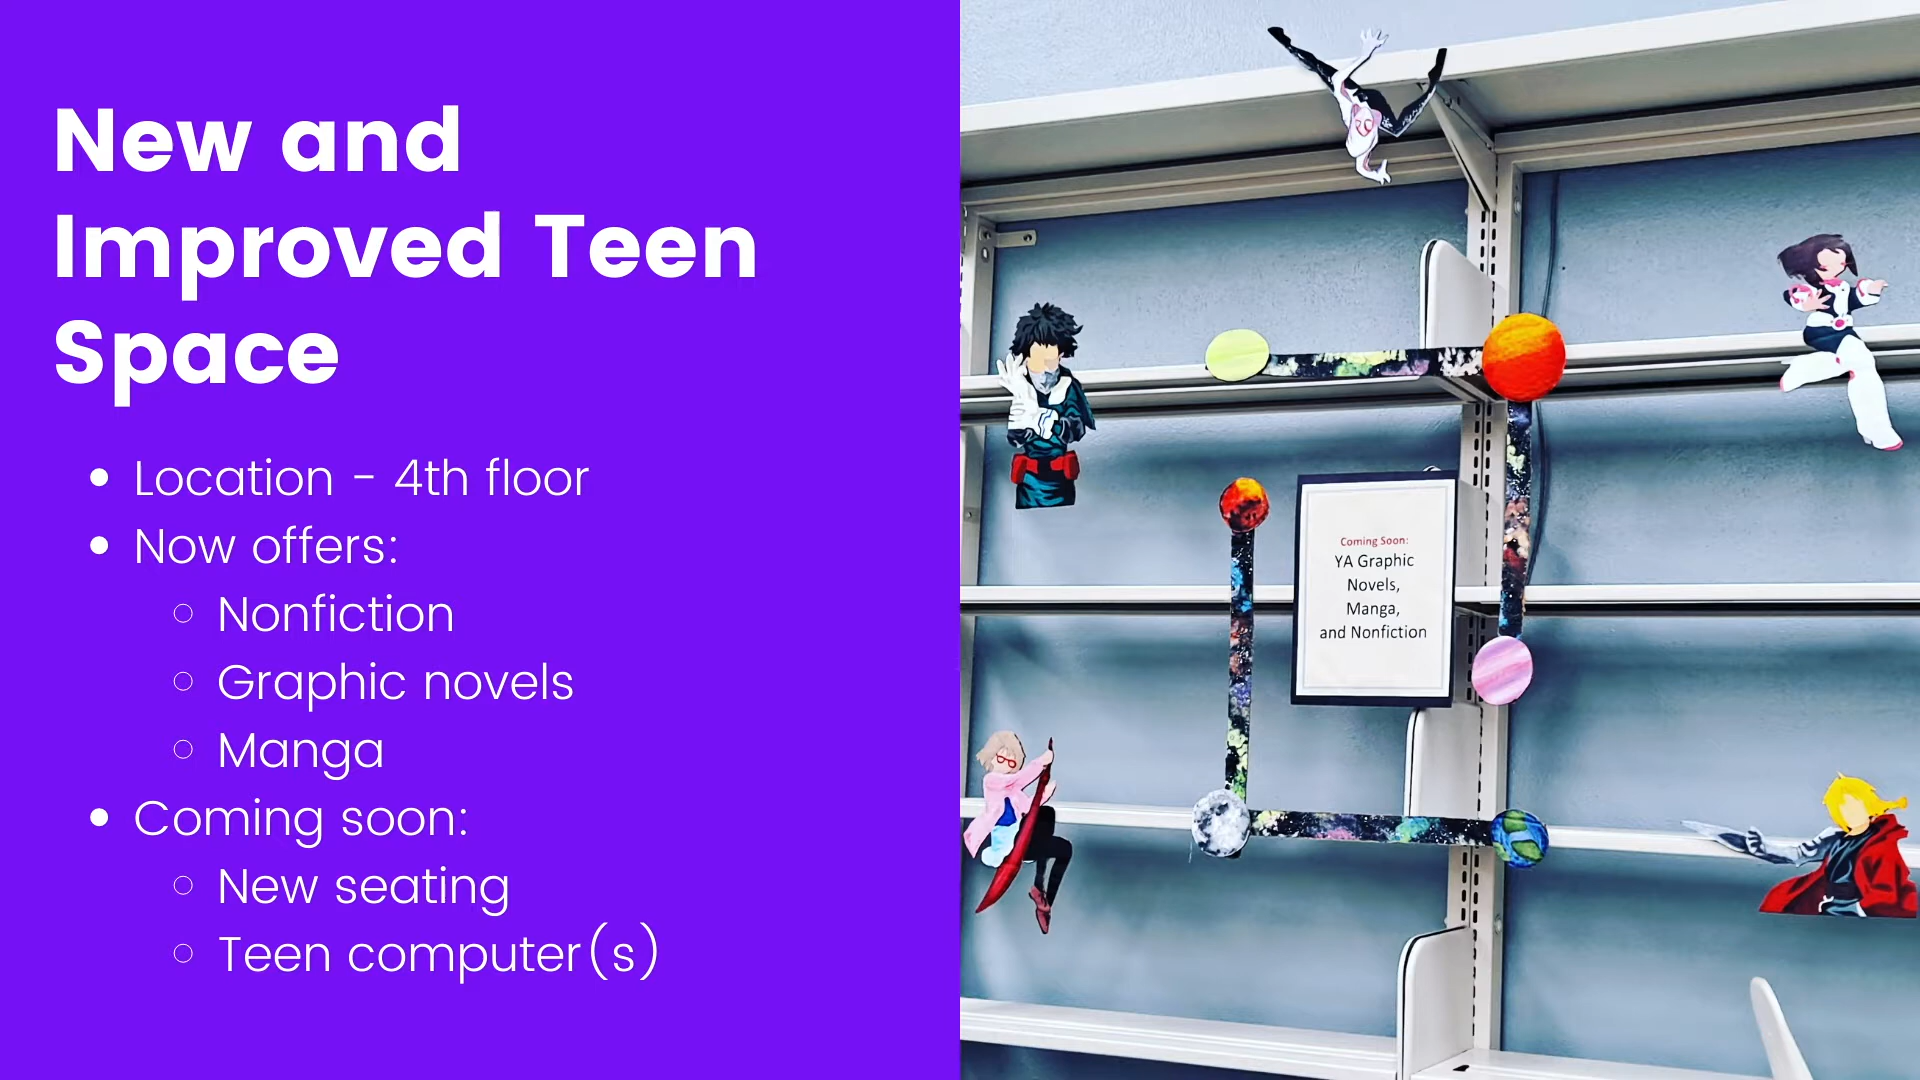 New and
Improved Teen
Space
Location - 4th floor
Now offers:
Nonfiction
Graphic novels
Manga
Coming soon:
New seating
Teen computer(s)
Coming Soon:
YA Graphic
Novels,
Manga,
and Nonfiction